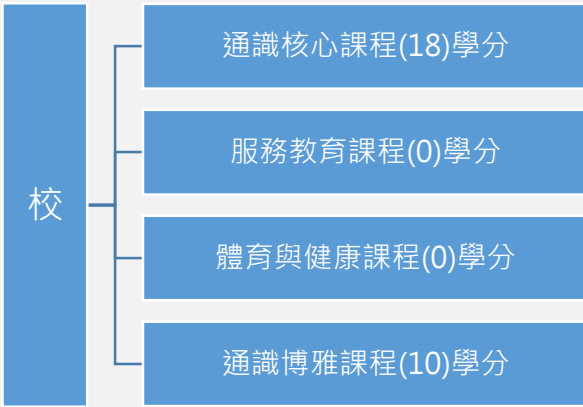 校
通識核心課程(18)學分
服務教育課程(0)學分
體育與健康課程(0)學分
通識博雅課程(10)學分